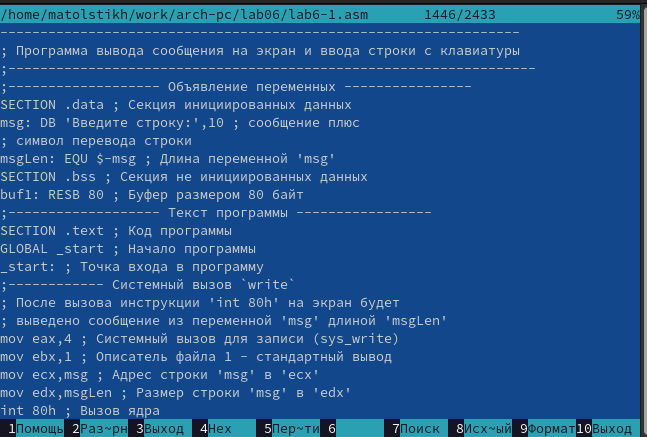 /home/matolstikh/work/arch-pc/lab06/lab6-1.asm 1446/2433 59%
-----------------------------------------------------------------
; Программа вывода сообщения на экран и ввода строки с клавиатуры
;------------------------------------------------------------------
;------------------- Объявление переменных ----------------
SECTION .data ; Секция инициированных данных
msg: DB 'Введите строку:',10 ; сообщение плюс
; символ перевода строки
msgLen: EQU $-msg ; Длина переменной 'msg'
SECTION .bss ; Секция не инициированных данных
buf1: RESB 80 ; Буфер размером 80 байт
;------------------- Текст программы -----------------
SECTION .text ; Код программы
GLOBAL _start ; Начало программы
_start: ; Точка входа в программу
;------------ Системный вызов `write`
; После вызова инструкции 'int 80h' на экран будет
; выведено сообщение из переменной 'msg' длиной 'msgLen'
mov eax,4 ; Системный вызов для записи (sys_write)
mov ebx,1 ; Описатель файла 1 - стандартный вывод
mov ecx,msg ; Адрес строки 'msg' в 'ecx'
mov edx,msgLen ; Размер строки 'msg' в 'edx'
int 80h ; Вызов ядра
1Помощь 2Раз~рн 3Выход 4Hex 5Пер~ти 6 7Поиск 8Исх~ый 9Формат 10Выход